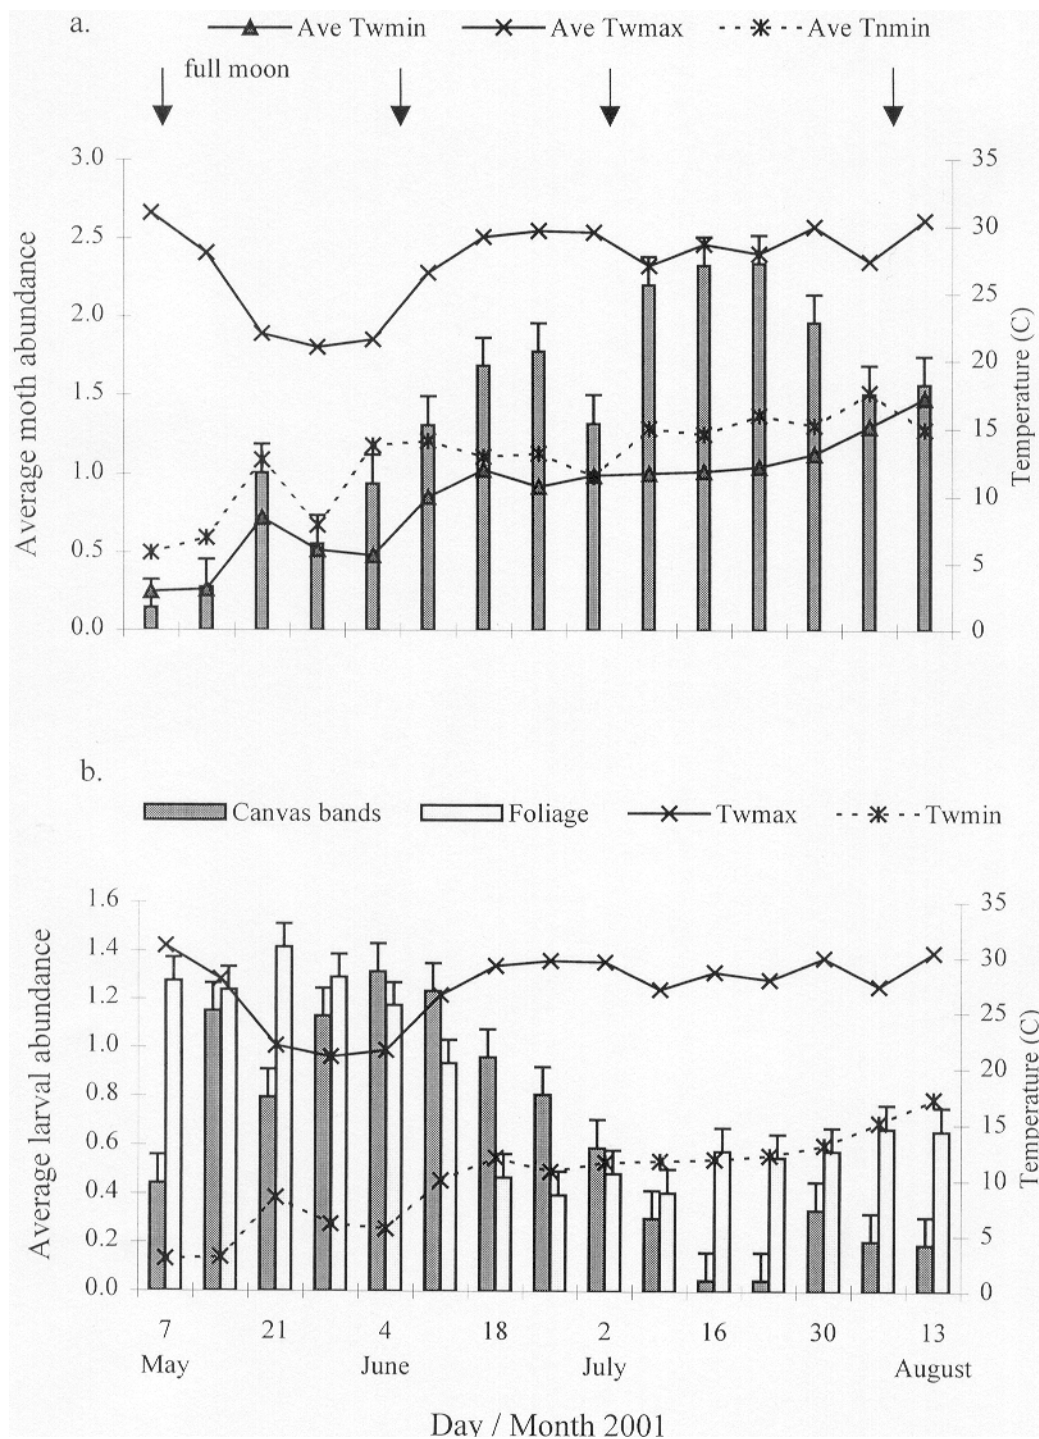 a.
Ave Twmin Ave Twmax Ave Tnmin
full moon
3.0
2.5
2.0
1.5
1.0
0.5
0.0
Average moth abundance
35
30
25
20
15
10
5
0
Temperature (C)
b.
Canvas bands Foliage Twmax Twmin
1.6
1.4
1.2
1.0
0.8
0.6
0.4
0.2
0.0
Average larval abundance
35
30
25
20
15
10
5
0
Temperature (C)
7 21 4 18 2 16 30 13
May June July August
Day / Month 2001